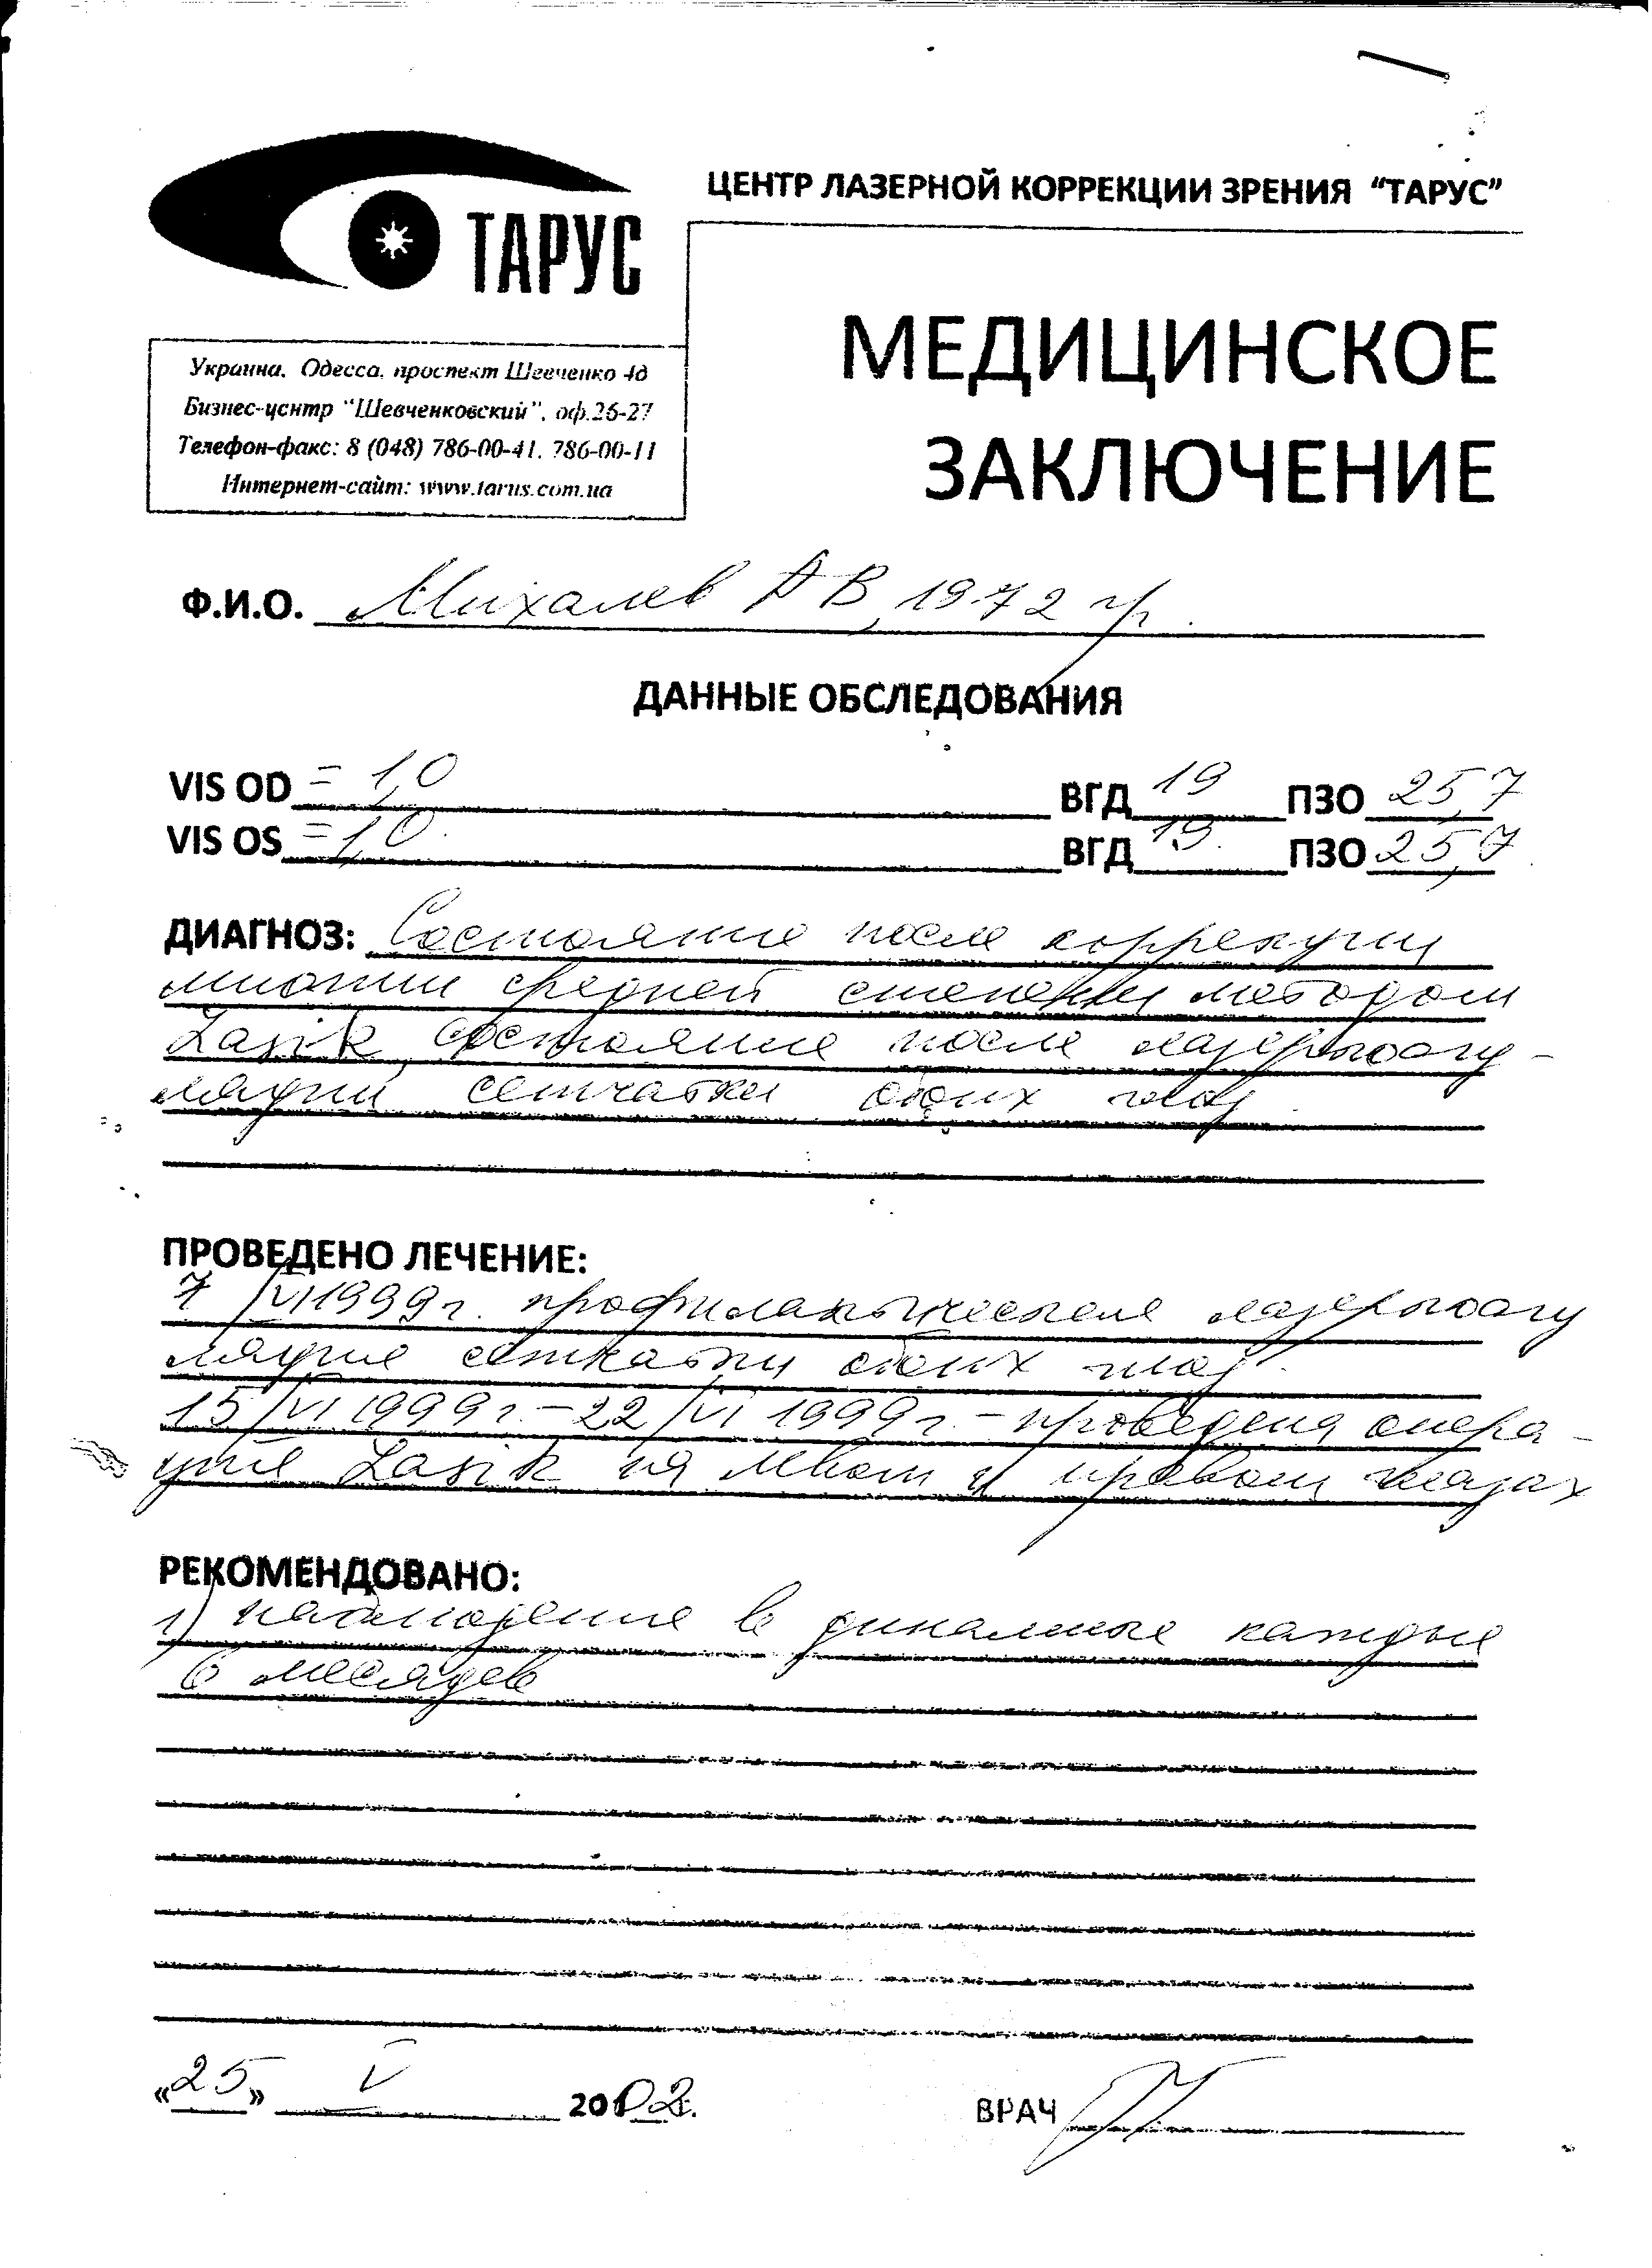 ТАРУС
ЦЕНТР ЛАЗЕРНОЙ КОРРЕКЦИИ ЗРЕНИЯ “ТАРУС”
МЕДИЦИНСКОЕ
ЗАКЛЮЧЕНИЕ
Украина, Одесса, проспект Шевченко 4д
Бизнес-центр "Шевченковский", оф.26-27
Телефон-факс: 8 (048) 786-00-41, 786-00-11
Интернет-сайт: www.tarus.com.ua
Ф.И.О. Михалев А В, 1972 гр.
ДАННЫЕ ОБСЛЕДОВАНИЯ
VIS OD = 1,0 ВГД 19 ПЗО 25,7
VIS OS = 1,0 ВГД 19 ПЗО 25,7
ДИАГНОЗ: Состояние после коррекции
миопии средней степени методом
Lasik, состояние после лазеркоагу-
ляции сетчатки обоих глаз
ПРОВЕДЕНО ЛЕЧЕНИЕ:
7/VI 1999г. профилактическая лазеркоагу
ляция сетчатки обоих глаз.
15/VI 1999г. – 22/VI 1999г. – проведена опера-
ция Lasik на левом и правом глазах
РЕКОМЕНДОВАНО:
1) наблюдение в динамике каждые
6 месяцев
«25» V 2002г.
ВРАЧ